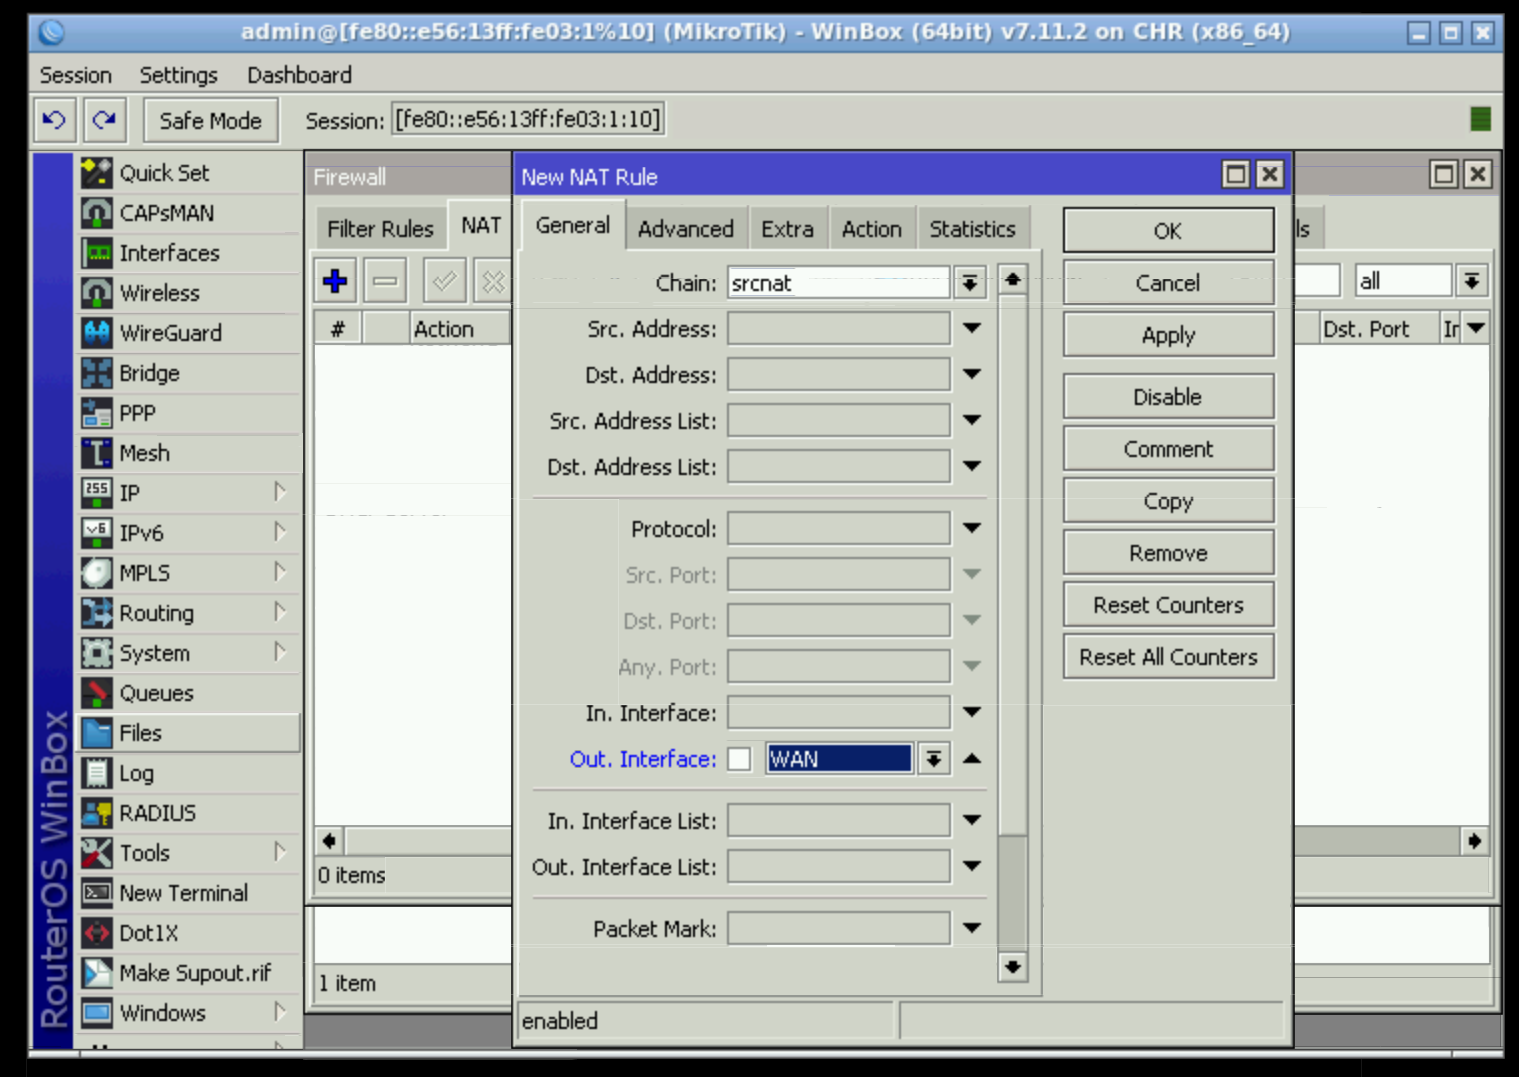 admin@[fe80::e56:13ff:fe03:1%10] (MikroTik) - WinBox (64bit) v7.11.2 on CHR (x86_64)
Session Settings Dashboard
Safe Mode Session: [fe80::e56:13ff:fe03:1:10]
RouterOS WinBox
Quick Set
CAPsMAN
Interfaces
Wireless
WireGuard
Bridge
PPP
Mesh
IP
IPv6
MPLS
Routing
System
Queues
Files
Log
RADIUS
Tools
New Terminal
Dot1X
Make Supout.rif
Windows
Firewall
Filter Rules NAT
ls
all
# Action Dst. Port Ir
0 items
1 item
New NAT Rule
General Advanced Extra Action Statistics
Chain: srcnat
Src. Address:
Dst. Address:
Src. Address List:
Dst. Address List:
Protocol:
Src. Port:
Dst. Port:
Any. Port:
In. Interface:
Out. Interface: WAN
In. Interface List:
Out. Interface List:
Packet Mark:
enabled
OK
Cancel
Apply
Disable
Comment
Copy
Remove
Reset Counters
Reset All Counters